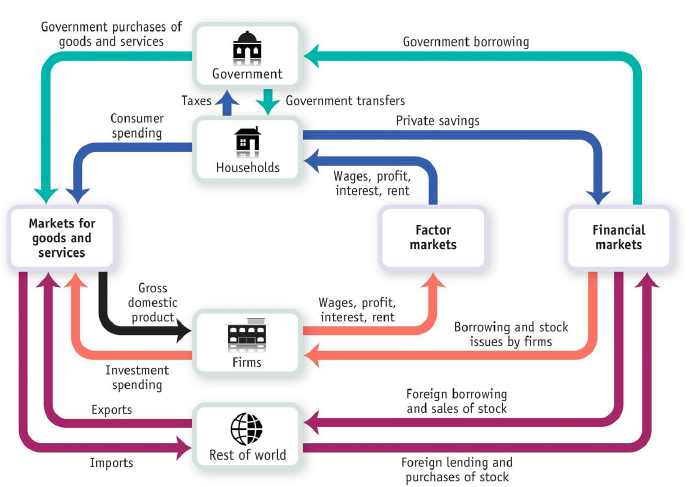 Government purchases of
goods and services
Government
Government borrowing
Taxes
Government transfers
Consumer
spending
Households
Private savings
Wages, profit,
interest, rent
Markets for
goods and
services
Factor
markets
Financial
markets
Gross
domestic
product
Wages, profit,
interest, rent
Firms
Borrowing and stock
issues by firms
Investment
spending
Exports
Foreign borrowing
and sales of stock
Rest of world
Imports
Foreign lending and
purchases of stock